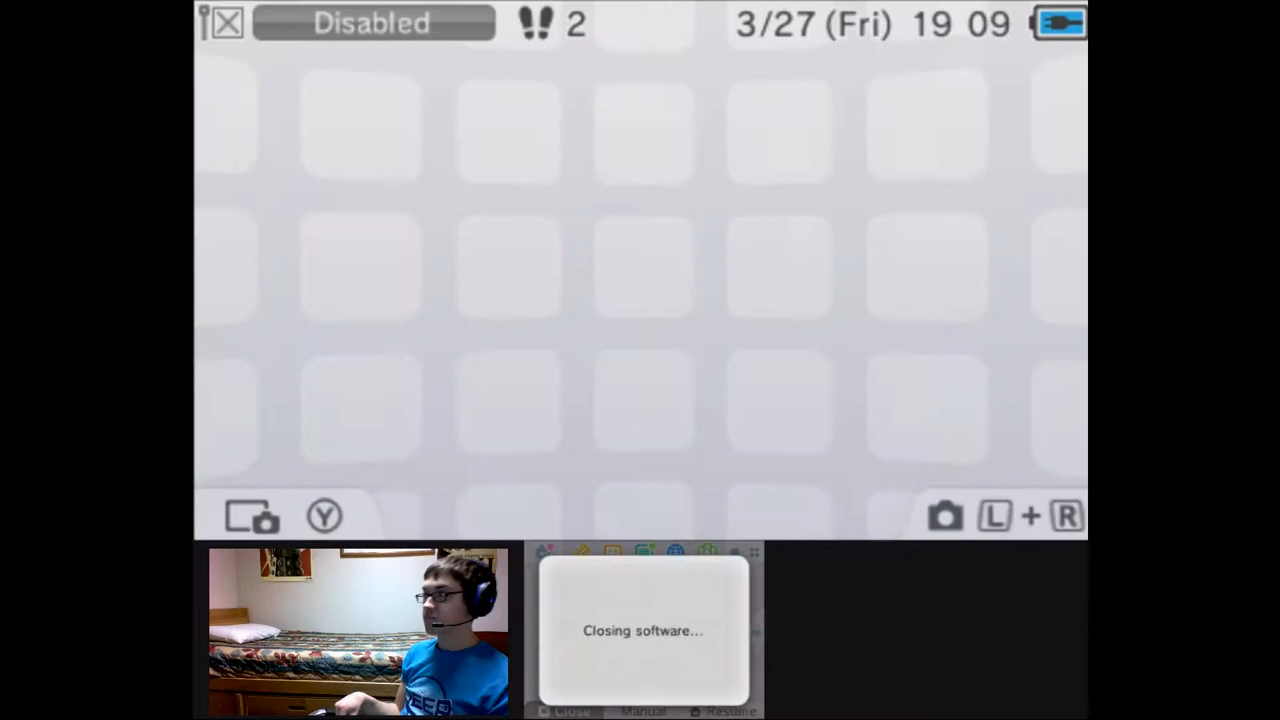 Disabled 2 3/27 (Fri) 19 09
Y L + R
Closing software...
Close Manual Resume